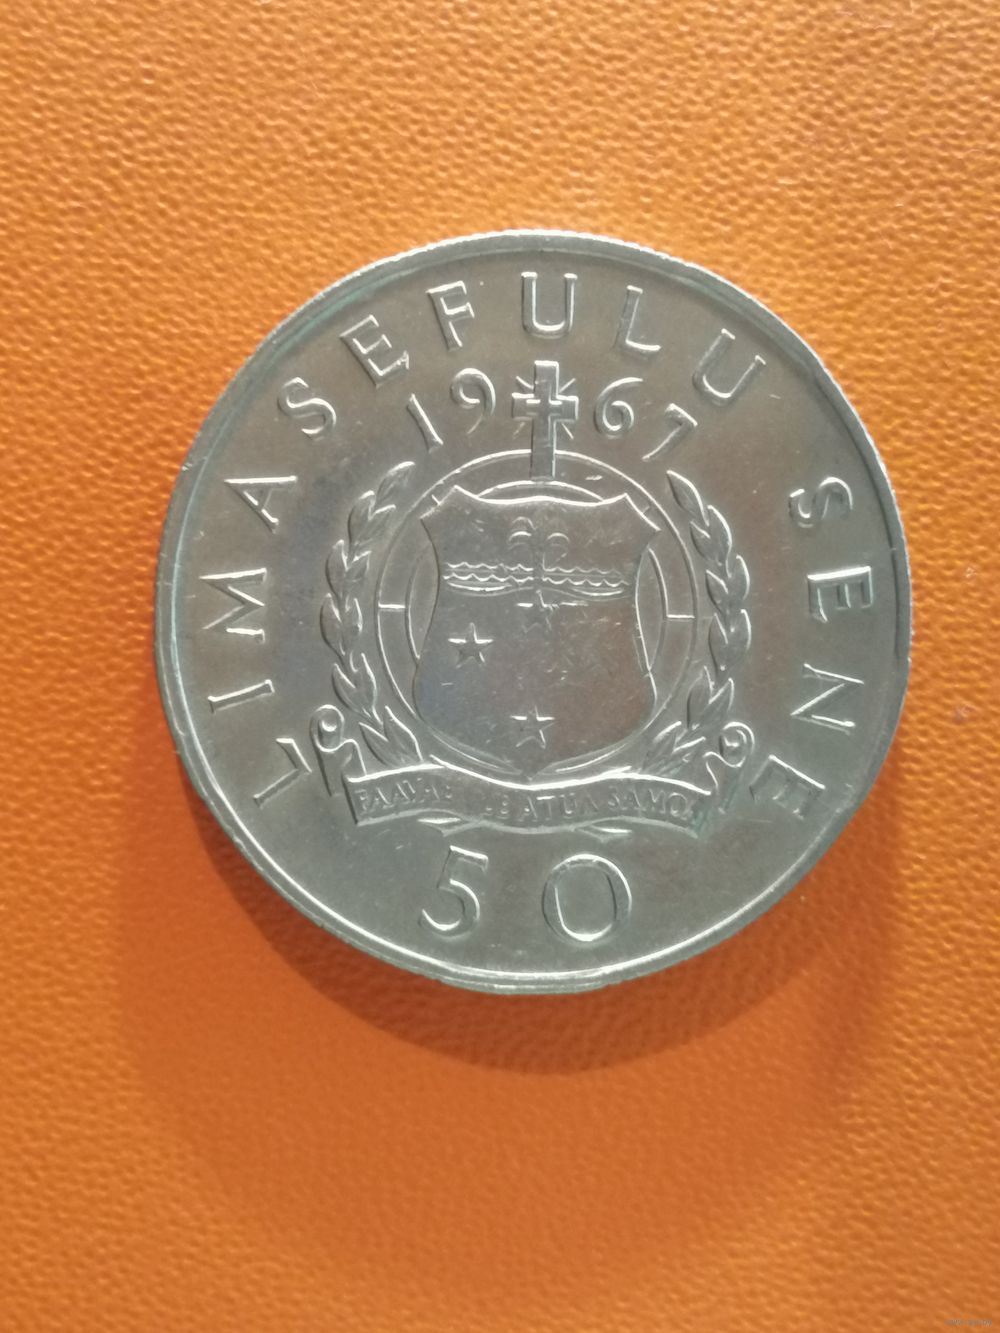 LIMASEFULU SENE
1967
FAAVAE I LE ATUA SAMOA
50